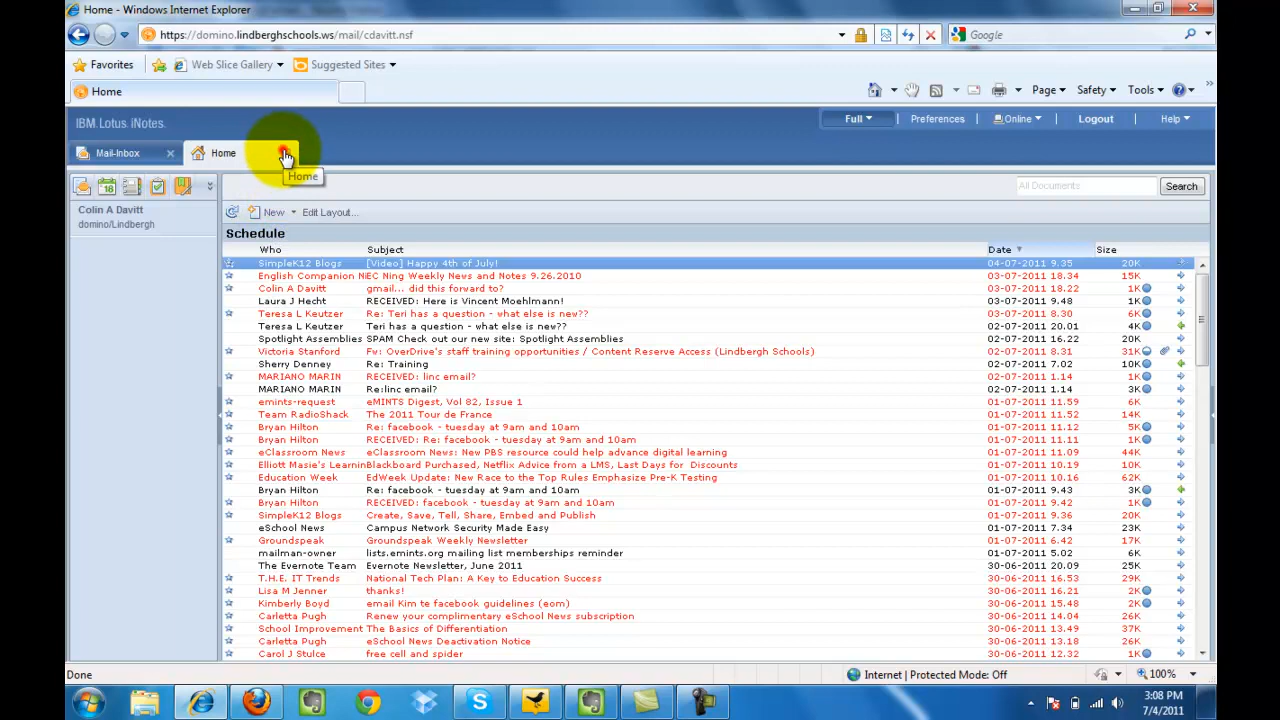 Home - Windows Internet Explorer
https://domino.lindberghschools.ws/mail/cdavitt.nsf
Google
Favorites Web Slice Gallery Suggested Sites
Home
Page Safety Tools
IBM.Lotus.iNotes.
Full Preferences Online Logout Help
Mail-Inbox Home
Home
All Documents Search
Colin A Davitt
domino/Lindbergh
New Edit Layout...
Schedule
Who Subject Date Size
SimpleK12 Blogs [Video] Happy 4th of July! 04-07-2011 9.35 20K
English Companion N EC Ning Weekly News and Notes 9.26.2010 03-07-2011 18.34 15K
Colin A Davitt gmail... did this forward to? 03-07-2011 18.22 1K
Laura J Hecht RECEIVED: Here is Vincent Moehlmann! 03-07-2011 9.48 1K
Teresa L Keutzer Re: Teri has a question - what else is new?? 03-07-2011 8.30 6K
Teresa L Keutzer Teri has a question - what else is new?? 02-07-2011 20.01 4K
Spotlight Assemblies SPAM Check out our new site: Spotlight Assemblies 02-07-2011 16.22 20K
Victoria Stanford Fw: OverDrive's staff training opportunities / Content Reserve Access (Lindbergh Schools) 02-07-2011 8.31 31K
Sherry Denney Re: Training 02-07-2011 7.02 10K
MARIANO MARIN RECEIVED: linc email? 02-07-2011 1.14 1K
MARIANO MARIN Re:linc email? 02-07-2011 1.14 3K
emints-request eMINTS Digest, Vol 82, Issue 1 01-07-2011 11.59 6K
Team RadioShack The 2011 Tour de France 01-07-2011 11.52 14K
Bryan Hilton Re: facebook - tuesday at 9am and 10am 01-07-2011 11.12 5K
Bryan Hilton RECEIVED: Re: facebook - tuesday at 9am and 10am 01-07-2011 11.11 1K
eClassroom News eClassroom News: New PBS resource could help advance digital learning 01-07-2011 11.09 44K
Elliott Masie's Learnin Blackboard Purchased, Netflix Advice from a LMS, Last Days for Discounts 01-07-2011 10.19 10K
Education Week EdWeek Update: New Race to the Top Rules Emphasize Pre-K Testing 01-07-2011 10.16 62K
Bryan Hilton Re: facebook - tuesday at 9am and 10am 01-07-2011 9.43 3K
Bryan Hilton RECEIVED: facebook - tuesday at 9am and 10am 01-07-2011 9.42 1K
SimpleK12 Blogs Create, Save, Tell, Share, Embed and Publish 01-07-2011 9.36 24K
eSchool News Campus Network Security Made Easy 01-07-2011 7.34 23K
Groundspeak Groundspeak Weekly Newsletter 01-07-2011 6.42 17K
mailman-owner lists.emints.org mailing list memberships reminder 01-07-2011 5.02 6K
The Evernote Team Evernote Newsletter, June 2011 30-06-2011 20.09 25K
T.H.E. IT Trends National Tech Plan: A Key to Education Success 30-06-2011 16.53 29K
Lisa M Jenner thanks! 30-06-2011 16.21 2K
Kimberly Boyd email Kim te facebook guidelines (eom) 30-06-2011 15.48 2K
Carletta Pugh Renew your complimentary eSchool News subscription 30-06-2011 14.04 26K
School Improvement The Basics of Differentiation 30-06-2011 13.49 37K
Carletta Pugh eSchool News Deactivation Notice 30-06-2011 13.18 26K
Carol J Stulce free cell and spider 30-06-2011 12.32 1K
Done Internet | Protected Mode: Off 100%
3:08 PM
7/4/2011